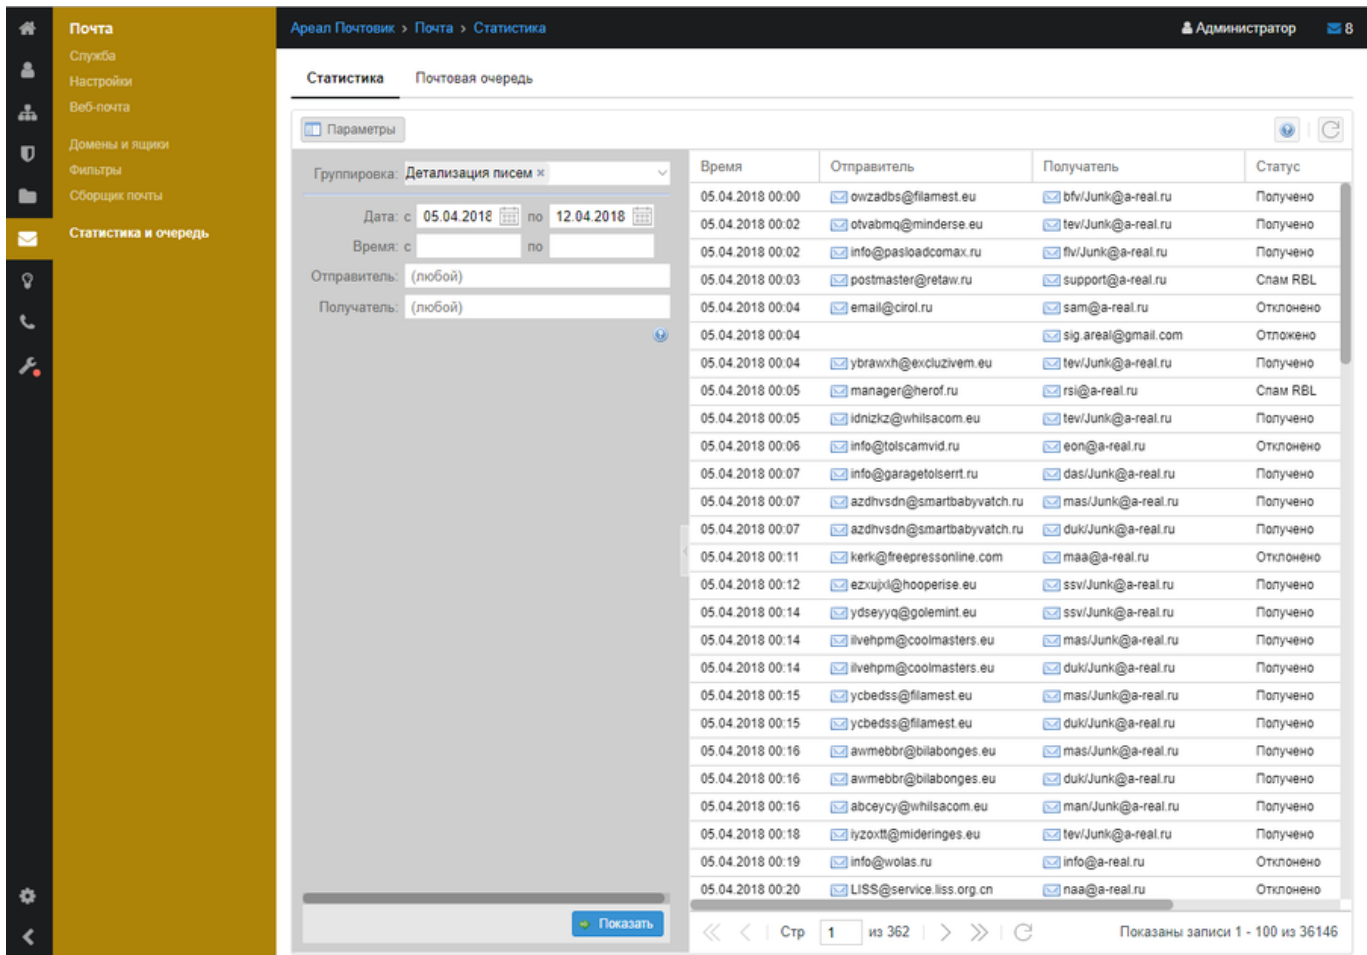 Почта
Служба
Настройки
Веб-почта
Домены и ящики
Фильтры
Сборщик почты
Статистика и очередь
Ареал Почтовик > Почта > Статистика
Администратор 8
Статистика Почтовая очередь
Параметры
Группировка: Детализация писем ×
Дата: с 05.04.2018 по 12.04.2018
Время: с по
Отправитель: (любой)
Получатель: (любой)
Показать
Время Отправитель Получатель Статус
05.04.2018 00:00 owzadbs@filamest.eu bfv/Junk@a-real.ru Получено
05.04.2018 00:02 otvabmq@minderse.eu tev/Junk@a-real.ru Получено
05.04.2018 00:02 info@pasloadcomax.ru flv/Junk@a-real.ru Получено
05.04.2018 00:03 postmaster@retaw.ru support@a-real.ru Спам RBL
05.04.2018 00:04 email@cirol.ru sam@a-real.ru Отклонено
05.04.2018 00:04 sig.areal@gmail.com Отложено
05.04.2018 00:04 ybrawxh@excluzivem.eu tev/Junk@a-real.ru Получено
05.04.2018 00:05 manager@herof.ru rsi@a-real.ru Спам RBL
05.04.2018 00:05 idnizkz@whilsacom.eu tev/Junk@a-real.ru Получено
05.04.2018 00:06 info@tolscamvid.ru eon@a-real.ru Отклонено
05.04.2018 00:07 info@garagetolserrt.ru das/Junk@a-real.ru Получено
05.04.2018 00:07 azdhvsdn@smartbabyvatch.ru mas/Junk@a-real.ru Получено
05.04.2018 00:07 azdhvsdn@smartbabyvatch.ru duk/Junk@a-real.ru Получено
05.04.2018 00:11 kerk@freepressonline.com maa@a-real.ru Отклонено
05.04.2018 00:12 ezxujxl@hooperise.eu ssv/Junk@a-real.ru Получено
05.04.2018 00:14 ydseyyq@golemint.eu ssv/Junk@a-real.ru Получено
05.04.2018 00:14 ilvehpm@coolmasters.eu mas/Junk@a-real.ru Получено
05.04.2018 00:14 ilvehpm@coolmasters.eu duk/Junk@a-real.ru Получено
05.04.2018 00:15 ycbedss@filamest.eu mas/Junk@a-real.ru Получено
05.04.2018 00:15 ycbedss@filamest.eu duk/Junk@a-real.ru Получено
05.04.2018 00:16 awmebbr@bilabonges.eu mas/Junk@a-real.ru Получено
05.04.2018 00:16 awmebbr@bilabonges.eu duk/Junk@a-real.ru Получено
05.04.2018 00:16 abceycy@whilsacom.eu man/Junk@a-real.ru Получено
05.04.2018 00:18 iyzoxtt@mideringes.eu tev/Junk@a-real.ru Получено
05.04.2018 00:19 info@wolas.ru info@a-real.ru Отклонено
05.04.2018 00:20 LISS@service.liss.org.cn naa@a-real.ru Отклонено
Стр 1 из 362 Показаны записи 1 - 100 из 36146